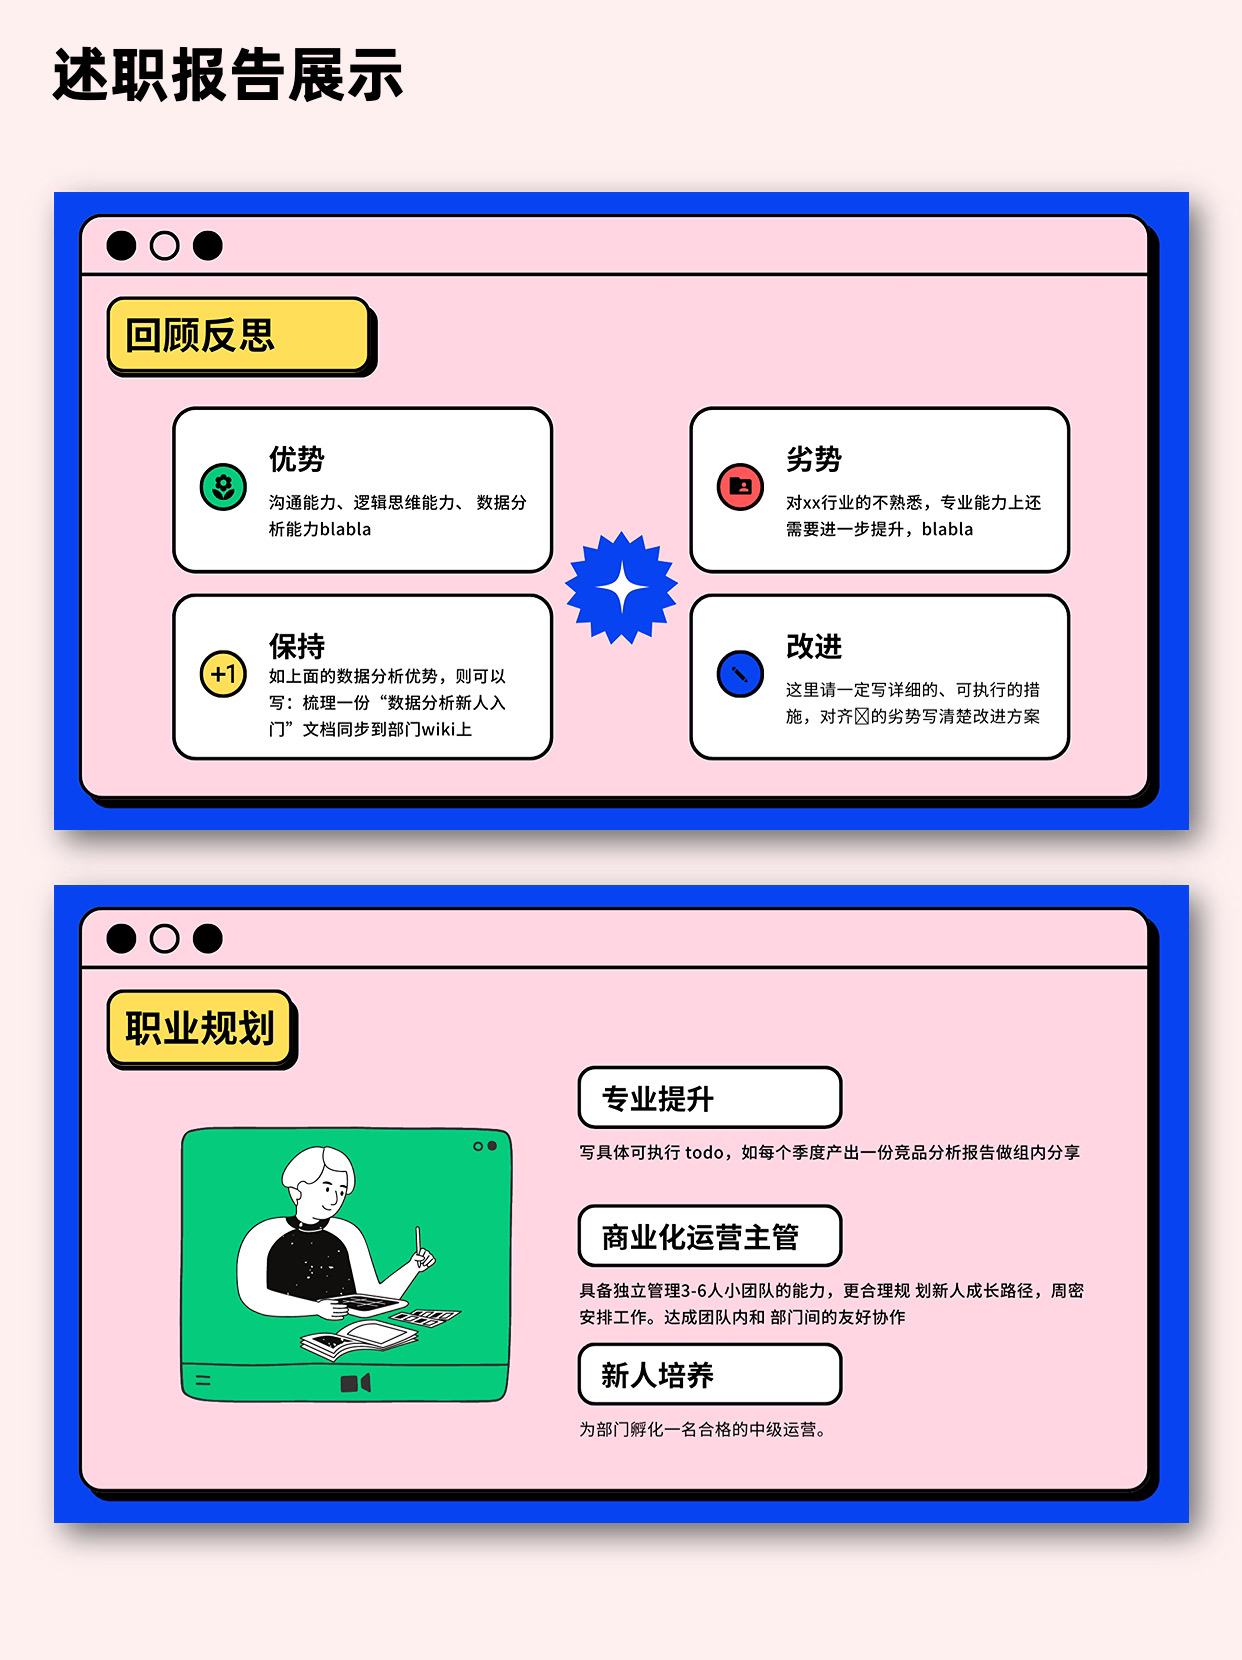 述职报告展示
回顾反思
优势
沟通能力、逻辑思维能力、 数据分
析能力blabla
劣势
对xx行业的不熟悉，专业能力上还
需要进一步提升，blabla
保持
如上面的数据分析优势，则可以
写：梳理一份“数据分析新人入
门”文档同步到部门wiki上
+1
改进
这里请一定写详细的、可执行的措
施，对齐的劣势写清楚改进方案
职业规划
专业提升
写具体可执行 todo，如每个季度产出一份竞品分析报告做组内分享
商业化运营主管
具备独立管理3-6人小团队的能力，更合理规 划新人成长路径，周密
安排工作。达成团队内和 部门间的友好协作
新人培养
为部门孵化一名合格的中级运营。